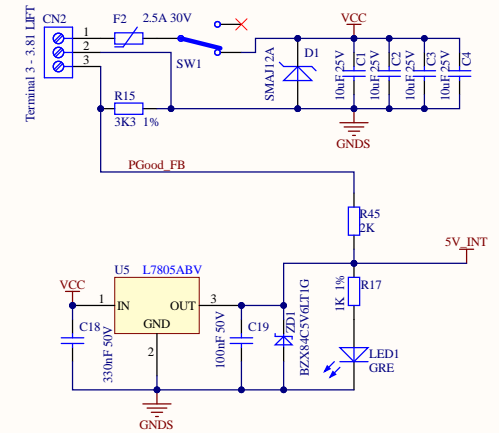 CN2
Terminal 3 - 3.81 LIFT
1
2
3
F2
2.5A 30V
SW1
VCC
D1
SMAJ12A
C1
10uF 25V
C2
10uF 25V
C3
10uF 25V
C4
10uF 25V
GNDS
R15
3K3 1%
PGood_FB
R45
2K
5V_INT
R17
1K 1%
LED1
GRE
U5
L7805ABV
VCC
1
IN
OUT
3
GND
2
C18
330nF 50V
C19
100nF 50V
ZD1
BZX84C5V6LT1G
GNDS